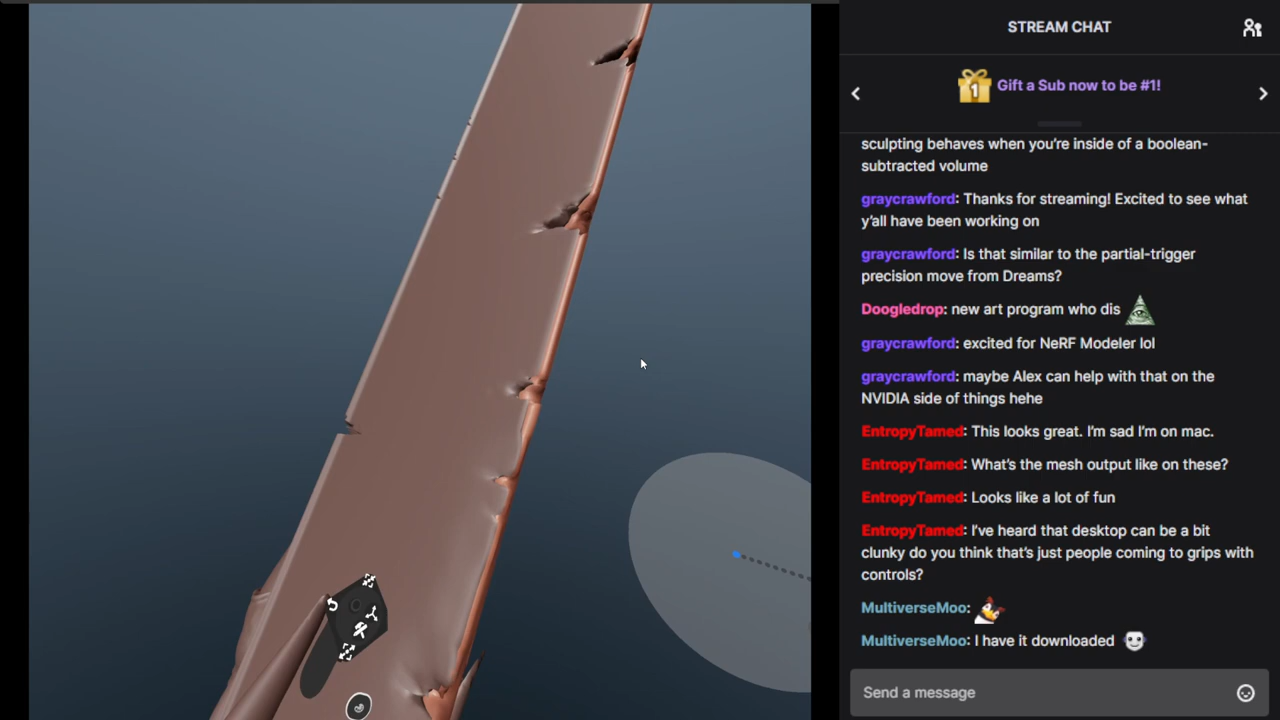 STREAM CHAT
1
Gift a Sub now to be #1!
sculpting behaves when you're inside of a boolean-
subtracted volume
graycrawford: Thanks for streaming! Excited to see what
y'all have been working on
graycrawford: Is that similar to the partial-trigger
precision move from Dreams?
Doogledrop: new art program who dis
graycrawford: excited for NeRF Modeler lol
graycrawford: maybe Alex can help with that on the
NVIDIA side of things hehe
EntropyTamed: This looks great. I'm sad I'm on mac.
EntropyTamed: What's the mesh output like on these?
EntropyTamed: Looks like a lot of fun
EntropyTamed: I've heard that desktop can be a bit
clunky do you think that's just people coming to grips with
controls?
MultiverseMoo:
MultiverseMoo: I have it downloaded
Send a message